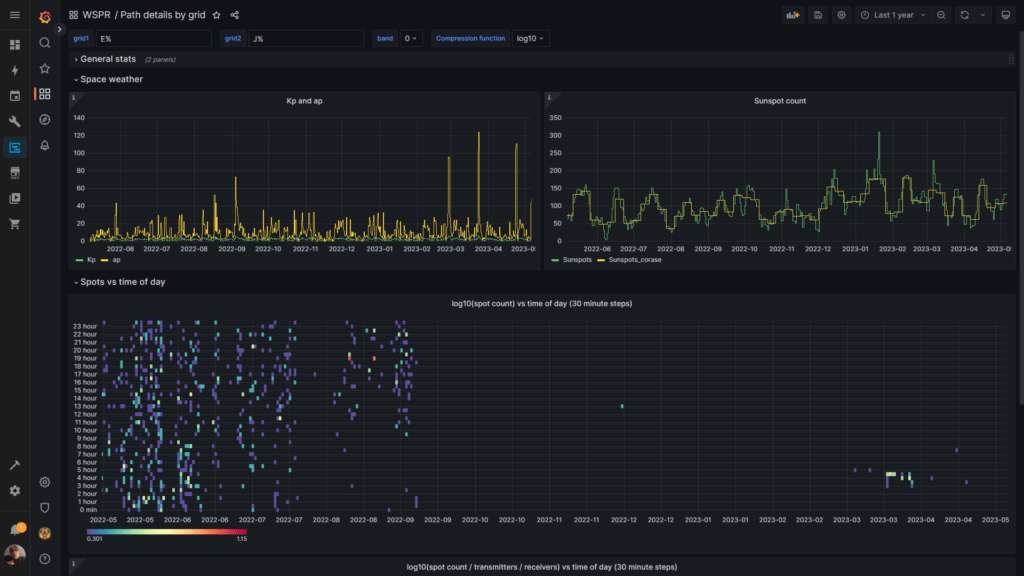 WSPR / Path details by grid
Last 1 year
grid1 E% grid2 J% band 0 Compression function log10
General stats (2 panels)
Space weather
i
Kp and ap
140
120
100
80
60
40
20
0
2022-06 2022-07 2022-08 2022-09 2022-10 2022-11 2022-12 2023-01 2023-02 2023-03 2023-04 2023-0
Kp ap
i
Sunspot count
350
300
250
200
150
100
50
0
2022-06 2022-07 2022-08 2022-09 2022-10 2022-11 2022-12 2023-01 2023-02 2023-03 2023-04 2023-05
Sunspots Sunspots_corase
Spots vs time of day
log10(spot count) vs time of day (30 minute steps)
23 hour
22 hour
21 hour
20 hour
19 hour
18 hour
17 hour
16 hour
15 hour
14 hour
13 hour
12 hour
11 hour
10 hour
9 hour
8 hour
7 hour
6 hour
5 hour
4 hour
3 hour
2 hour
1 hour
0 min
2022-05 2022-05 2022-06 2022-06 2022-07 2022-07 2022-08 2022-08 2022-09 2022-09 2022-10 2022-10 2022-11 2022-11 2022-12 2022-12 2023-01 2023-01 2023-02 2023-02 2023-03 2023-03 2023-04 2023-04 2023-05
0.301 1.15
i
log10(spot count / transmitters / receivers) vs time of day (30 minute steps)